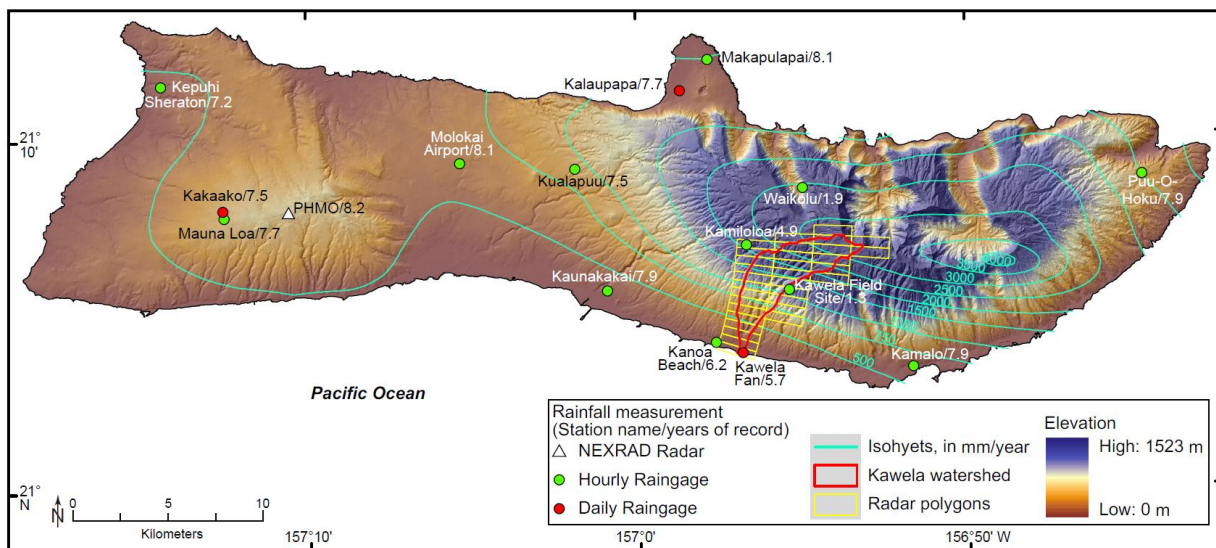 Makapulapai/8.1
Kalaupapa/7.7
Kepuhi
Sheraton/7.2
21°
10'
Molokai
Airport/8.1
Kualapuu/7.5
Puu-O-
Hoku/7.9
Waikolu/1.9
Kakaako/7.5
PHMO/8.2
Mauna Loa/7.7
Kamiloloa/4.9
3000
2500
2000
1500
750
500
Kaunakakai/7.9
Kawela Field
Site/1.3
Kanoa
Beach/6.2
Kawela
Fan/5.7
Kamalo/7.9
Pacific Ocean
Rainfall measurement
(Station name/years of record)
NEXRAD Radar
Hourly Raingage
Daily Raingage
Isohyets, in mm/year
Kawela watershed
Radar polygons
Elevation
High: 1523 m
Low: 0 m
21°
N
N
0 5 10
Kilometers
157°10'
157°0'
156°50' W